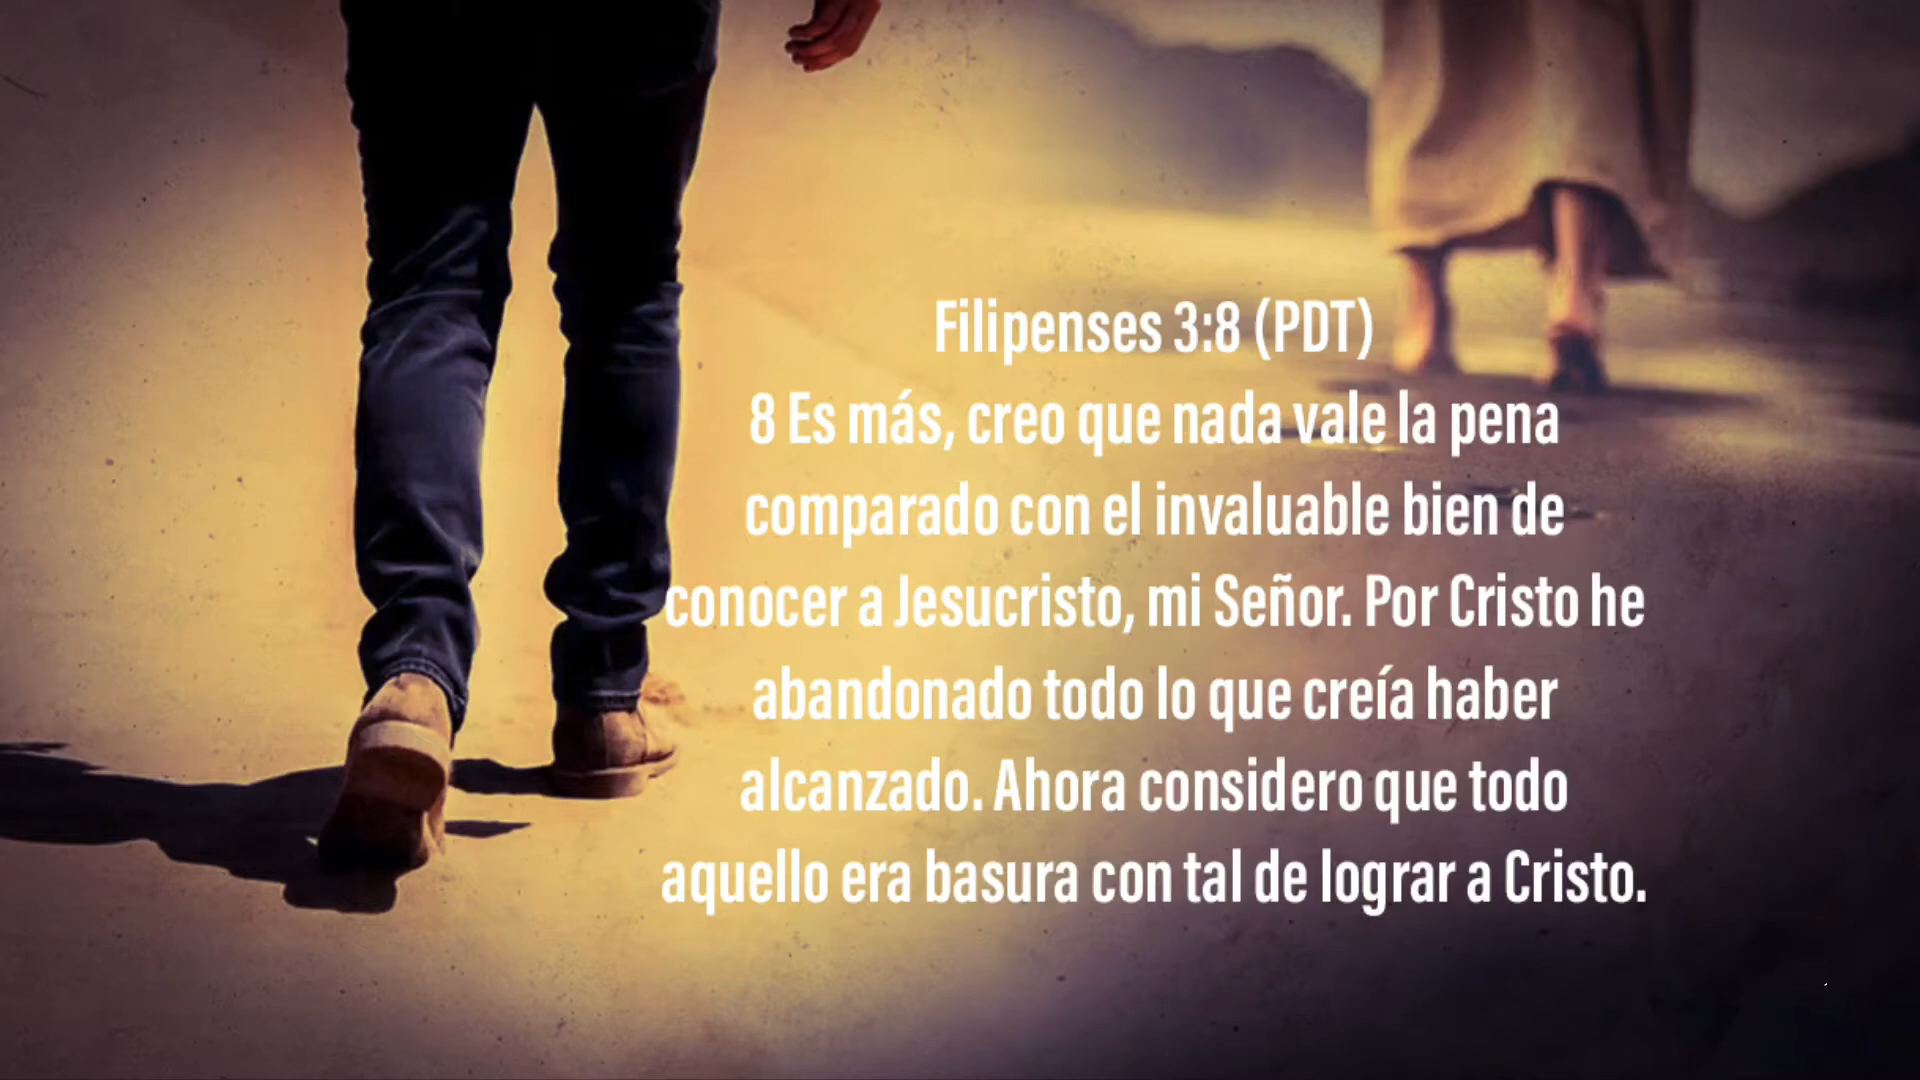 Filipenses 3:8 (PDT)
8 Es más, creo que nada vale la pena
comparado con el invaluable bien de
conocer a Jesucristo, mi Señor. Por Cristo he
abandonado todo lo que creía haber
alcanzado. Ahora considero que todo
aquello era basura con tal de lograr a Cristo.